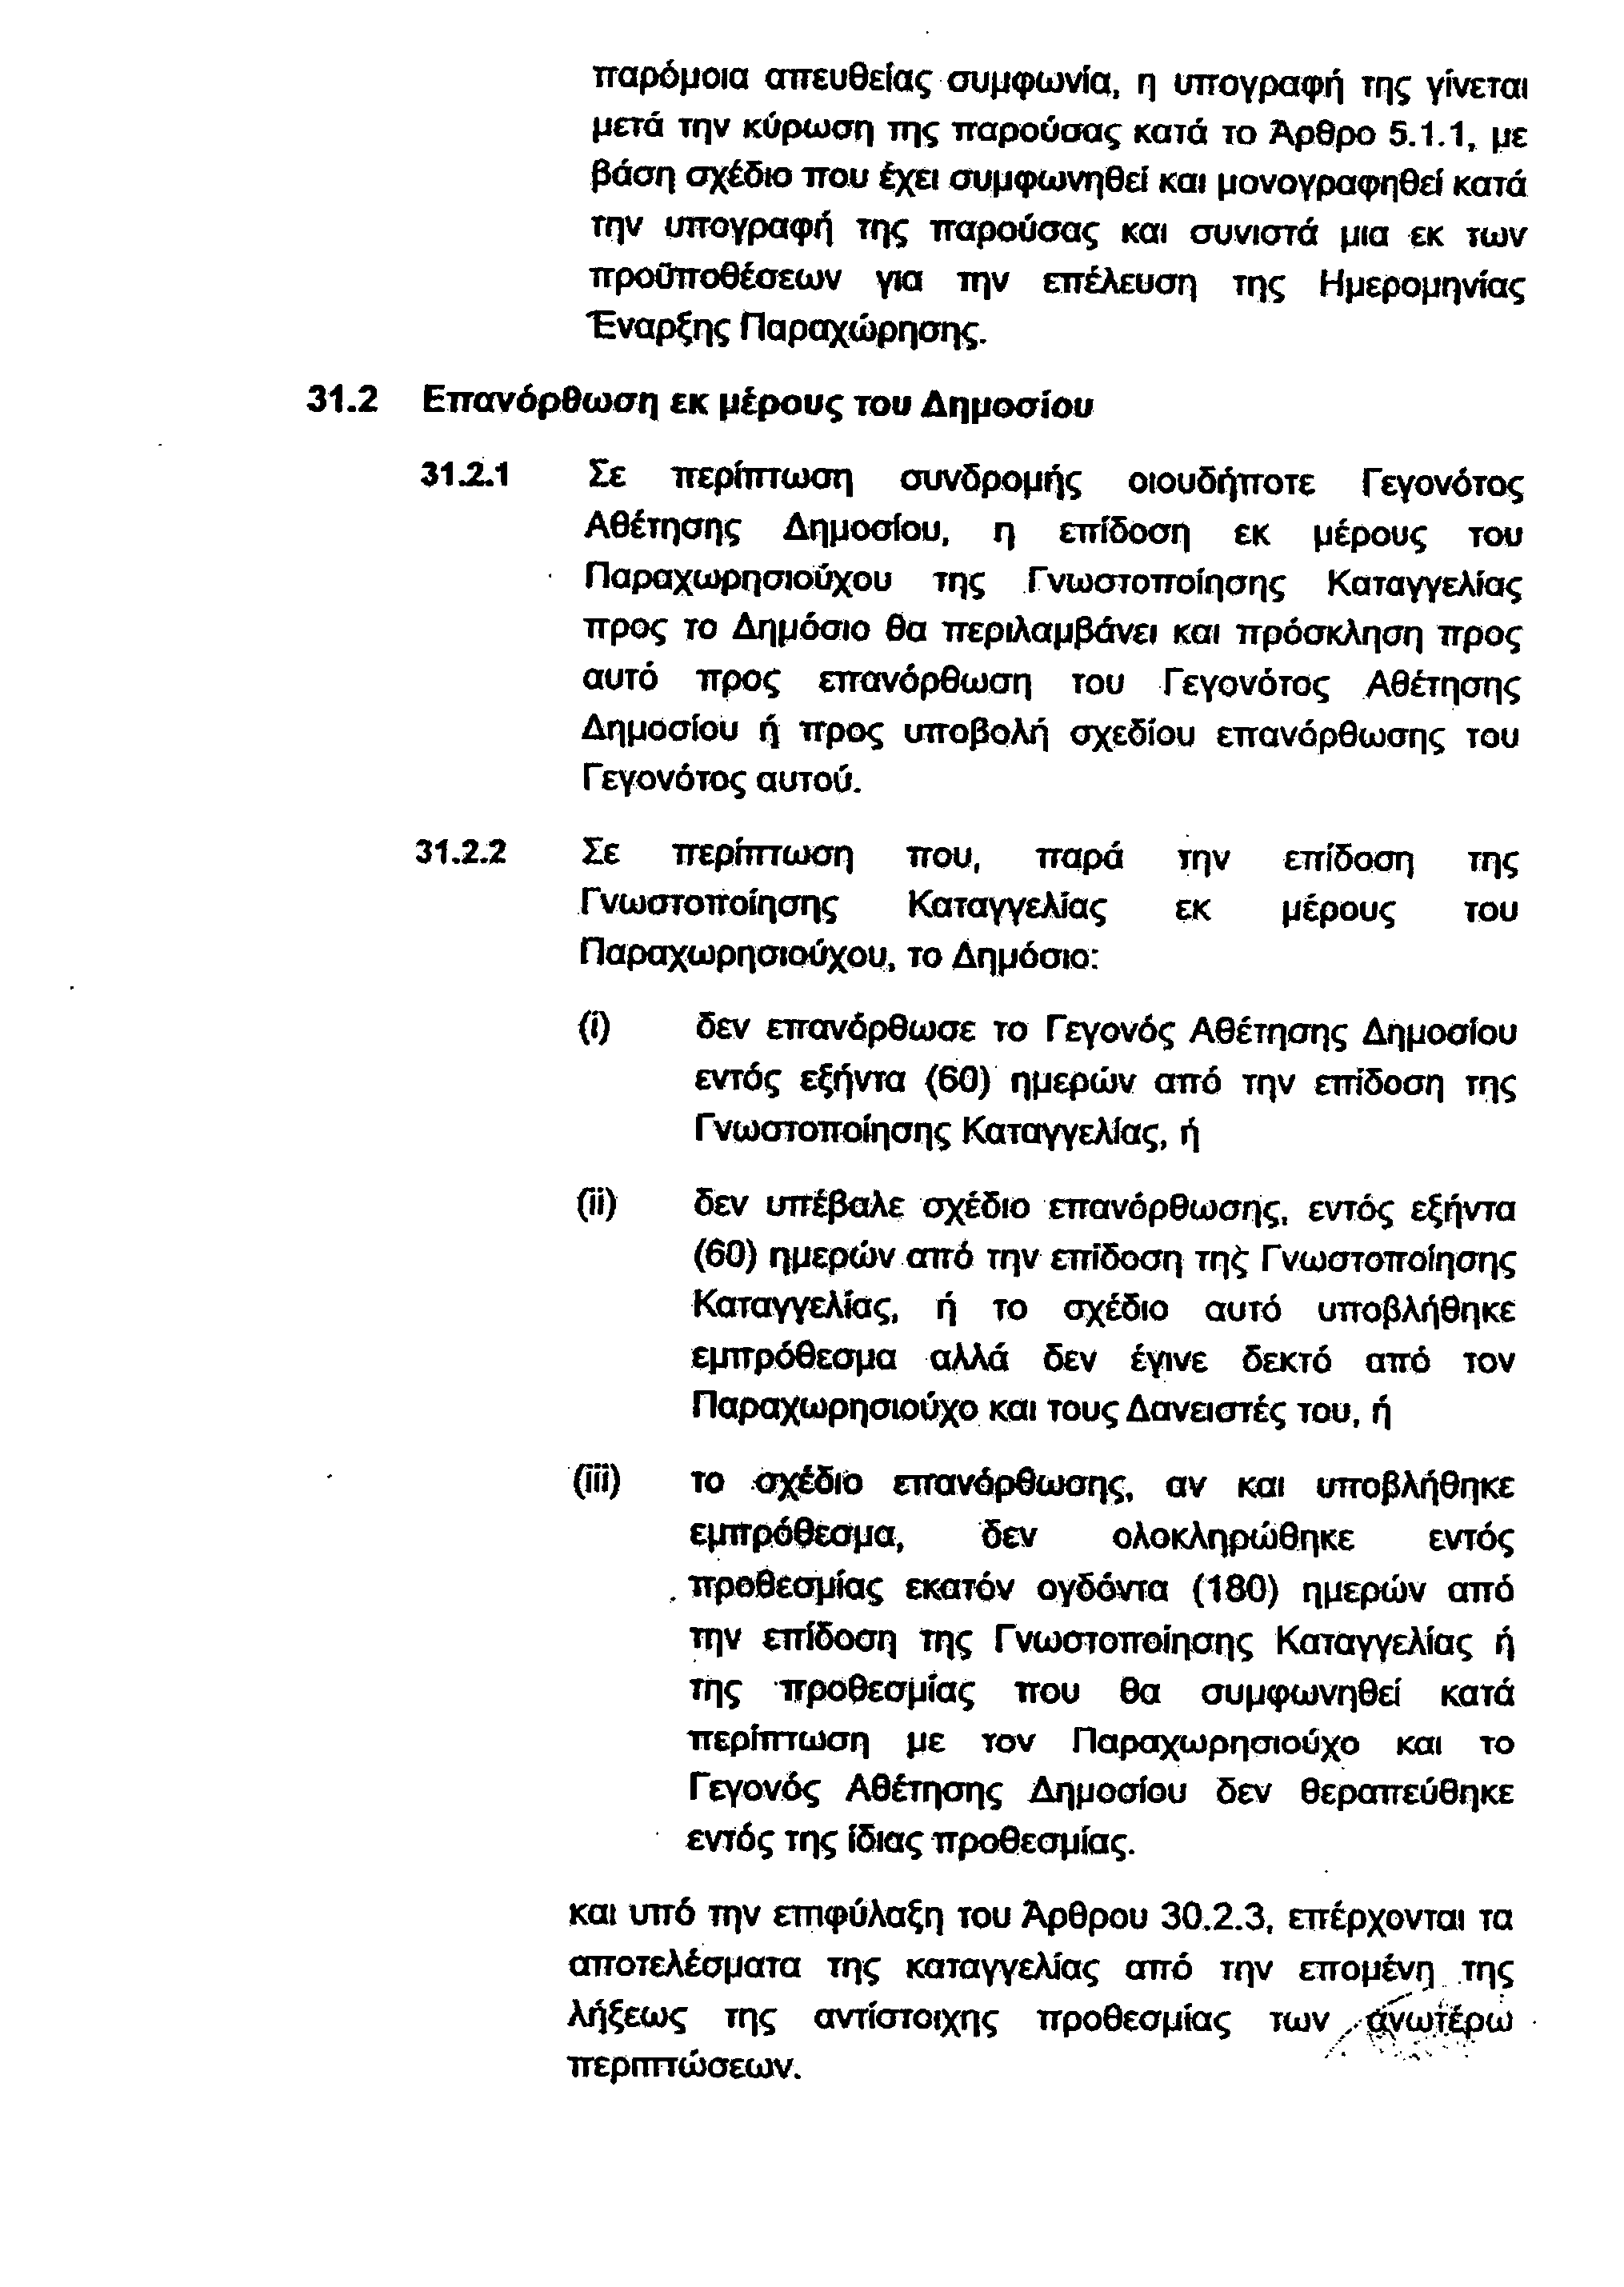 παρόμοια απευθείας συμφωνία, η υπογραφή της γίνεται
μετά την κύρωση της παρούσας κατά το Άρθρο 5.1.1, με
βάση σχέδιο που έχει συμφωνηθεί και μονογραφηθεί κατά
την υπογραφή της παρούσας και συνιστά μια εκ των
προϋποθέσεων για την επέλευση της Ημερομηνίας
Έναρξης Παραχώρησης.
31.2 Επανόρθωση εκ μέρους του Δημοσίου
31.2.1 Σε περίπτωση συνδρομής οιουδήποτε Γεγονότος
Αθέτησης Δημοσίου, η επίδοση εκ μέρους του
Παραχωρησιούχου της Γνωστοποίησης Καταγγελίας
προς το Δημόσιο θα περιλαμβάνει και πρόσκληση προς
αυτό προς επανόρθωση του Γεγονότος Αθέτησης
Δημοσίου ή προς υποβολή σχεδίου επανόρθωσης του
Γεγονότος αυτού.
31.2.2 Σε περίπτωση που, παρά την επίδοση της
Γνωστοποίησης Καταγγελίας εκ μέρους του
Παραχωρησιούχου, το Δημόσιο:
(i) δεν επανόρθωσε το Γεγονός Αθέτησης Δημοσίου
εντός εξήντα (60) ημερών από την επίδοση της
Γνωστοποίησης Καταγγελίας, ή
(ii) δεν υπέβαλε σχέδιο επανόρθωσης, εντός εξήντα
(60) ημερών από την επίδοση της Γνωστοποίησης
Καταγγελίας, ή το σχέδιο αυτό υποβλήθηκε
εμπρόθεσμα αλλά δεν έγινε δεκτό από τον
Παραχωρησιούχο και τους Δανειστές του, ή
(iii) το σχέδιο επανόρθωσης, αν και υποβλήθηκε
εμπρόθεσμα, δεν ολοκληρώθηκε εντός
προθεσμίας εκατόν ογδόντα (180) ημερών από
την επίδοση της Γνωστοποίησης Καταγγελίας ή
της προθεσμίας που θα συμφωνηθεί κατά
περίπτωση με τον Παραχωρησιούχο και το
Γεγονός Αθέτησης Δημοσίου δεν θεραπεύθηκε
εντός της ίδιας προθεσμίας.
και υπό την επιφύλαξη του Άρθρου 30.2.3, επέρχονται τα
αποτελέσματα της καταγγελίας από την επομένη της
λήξεως της αντίστοιχης προθεσμίας των ανωτέρω
περιπτώσεων.